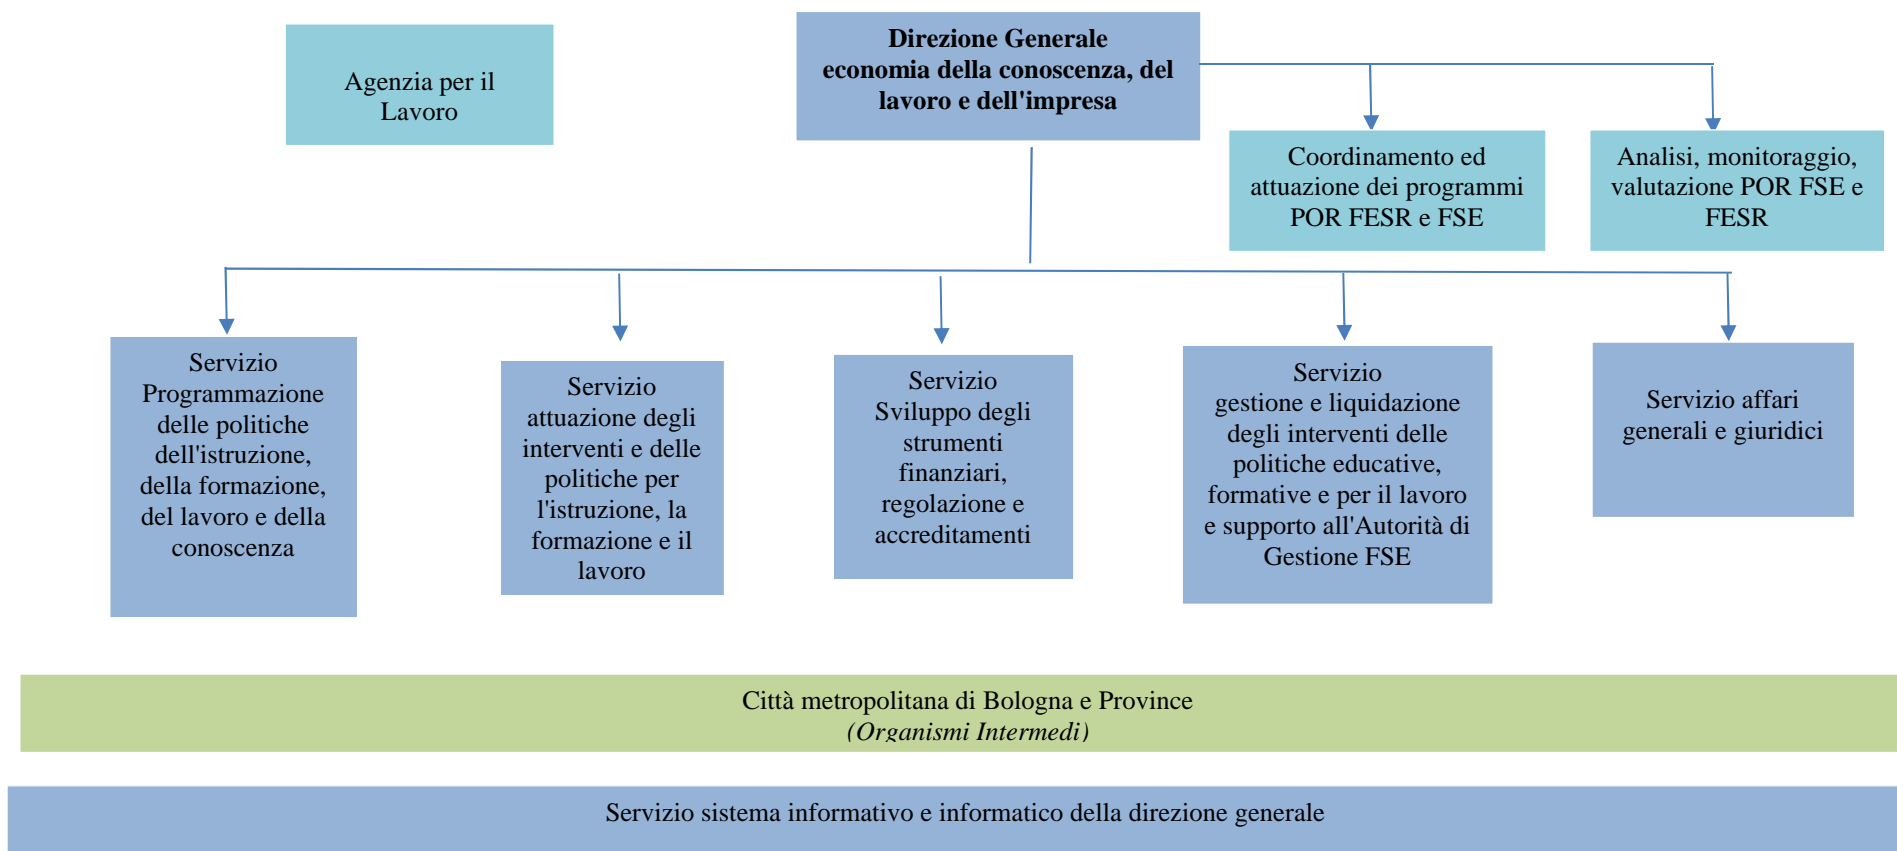 Agenzia per il
Lavoro
Direzione Generale
economia della conoscenza, del
lavoro e dell'impresa
Coordinamento ed
attuazione dei programmi
POR FESR e FSE
Analisi, monitoraggio,
valutazione POR FSE e
FESR
Servizio
Programmazione
delle politiche
dell'istruzione,
della formazione,
del lavoro e della
conoscenza
Servizio
attuazione degli
interventi e delle
politiche per
l'istruzione, la
formazione e il
lavoro
Servizio
Sviluppo degli
strumenti
finanziari,
regolazione e
accreditamenti
Servizio
gestione e liquidazione
degli interventi delle
politiche educative,
formative e per il lavoro
e supporto all'Autorità di
Gestione FSE
Servizio affari
generali e giuridici
Città metropolitana di Bologna e Province
(Organismi Intermedi)
Servizio sistema informativo e informatico della direzione generale